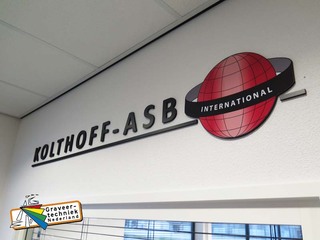 KOLTHOFF-ASB
INTERNATIONAL
Graveer-
techniek
Nederland